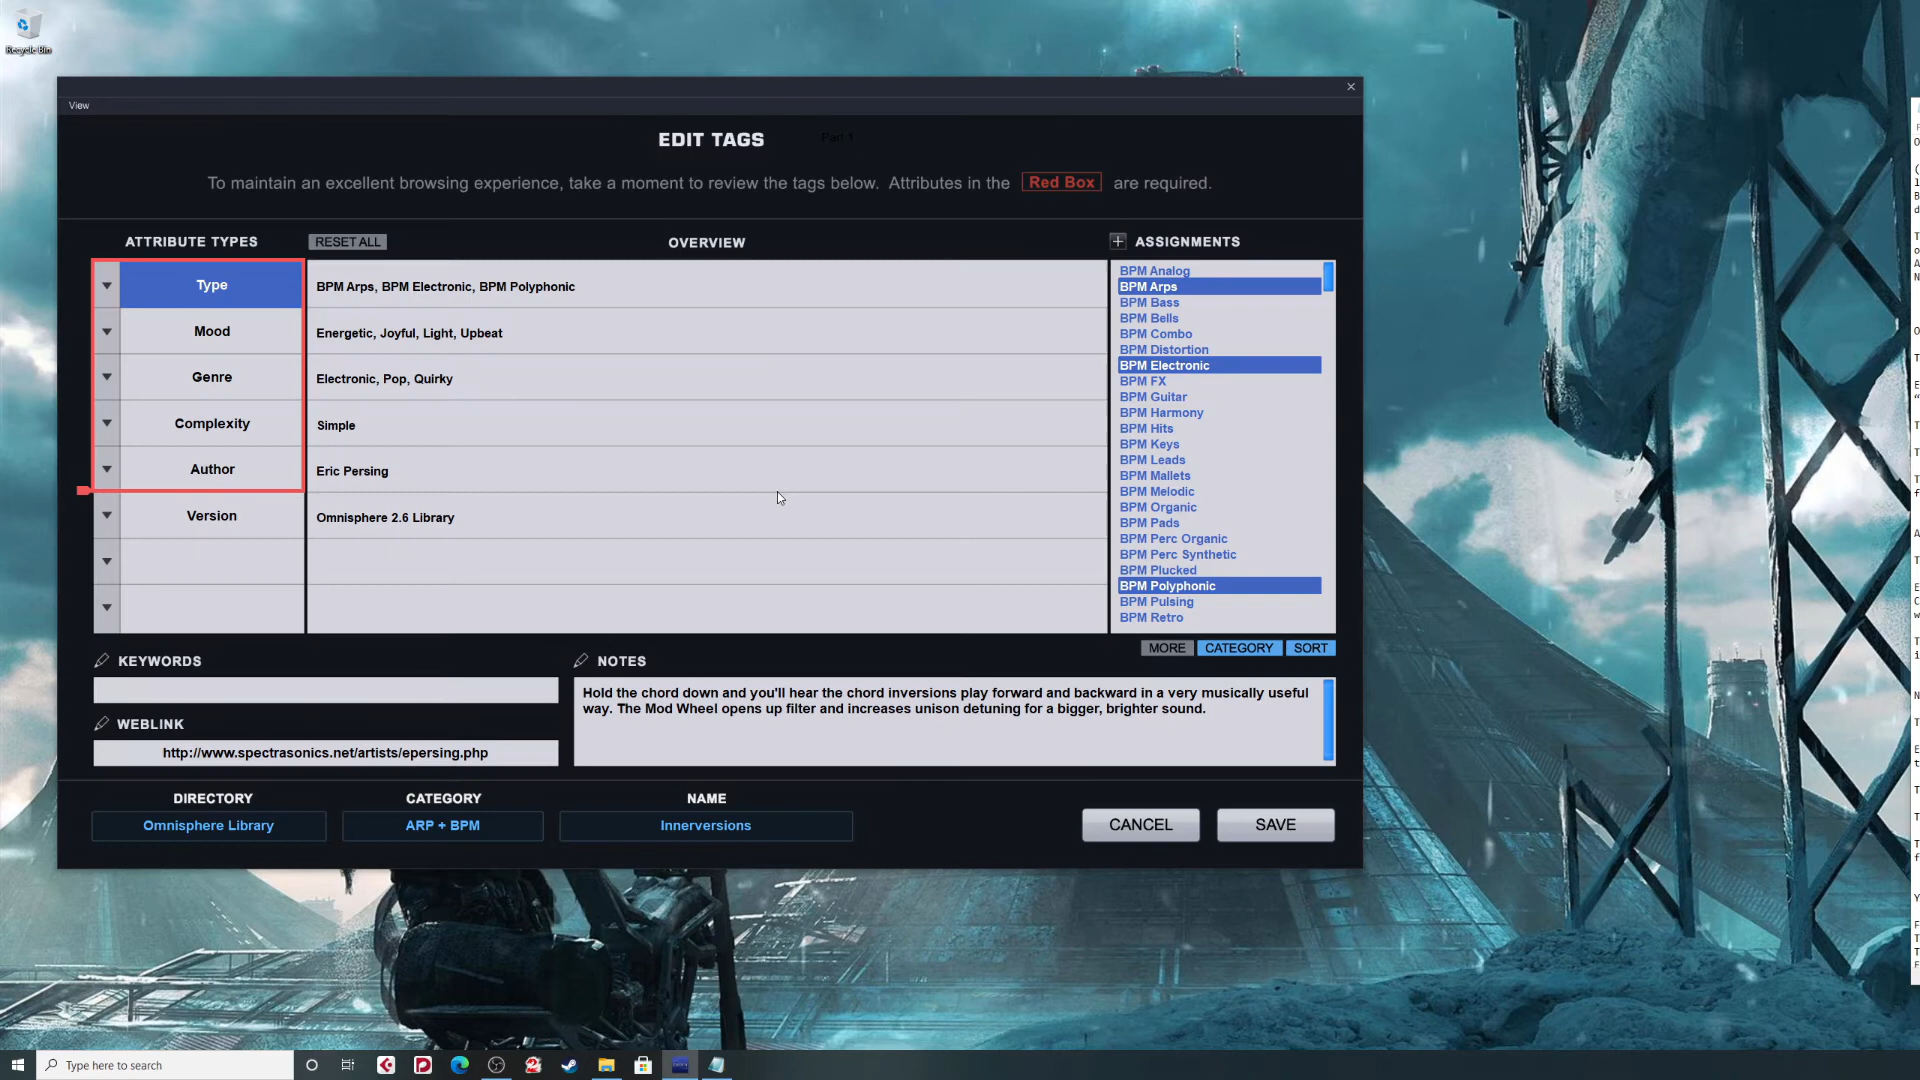 Recycle Bin
View
EDIT TAGS
Part 1
To maintain an excellent browsing experience, take a moment to review the tags below. Attributes in the Red Box are required.
ATTRIBUTE TYPES
RESET ALL
OVERVIEW
+ ASSIGNMENTS
Type
BPM Arps, BPM Electronic, BPM Polyphonic
Mood
Energetic, Joyful, Light, Upbeat
Genre
Electronic, Pop, Quirky
Complexity
Simple
Author
Eric Persing
Version
Omnisphere 2.6 Library
BPM Analog
BPM Arps
BPM Bass
BPM Bells
BPM Combo
BPM Distortion
BPM Electronic
BPM FX
BPM Guitar
BPM Harmony
BPM Hits
BPM Keys
BPM Leads
BPM Mallets
BPM Melodic
BPM Organic
BPM Pads
BPM Perc Organic
BPM Perc Synthetic
BPM Plucked
BPM Polyphonic
BPM Pulsing
BPM Retro
MORE
CATEGORY
SORT
KEYWORDS
NOTES
Hold the chord down and you'll hear the chord inversions play forward and backward in a very musically useful
way. The Mod Wheel opens up filter and increases unison detuning for a bigger, brighter sound.
WEBLINK
http://www.spectrasonics.net/artists/epersing.php
DIRECTORY
CATEGORY
NAME
Omnisphere Library
ARP + BPM
Innerversions
CANCEL
SAVE
Type here to search